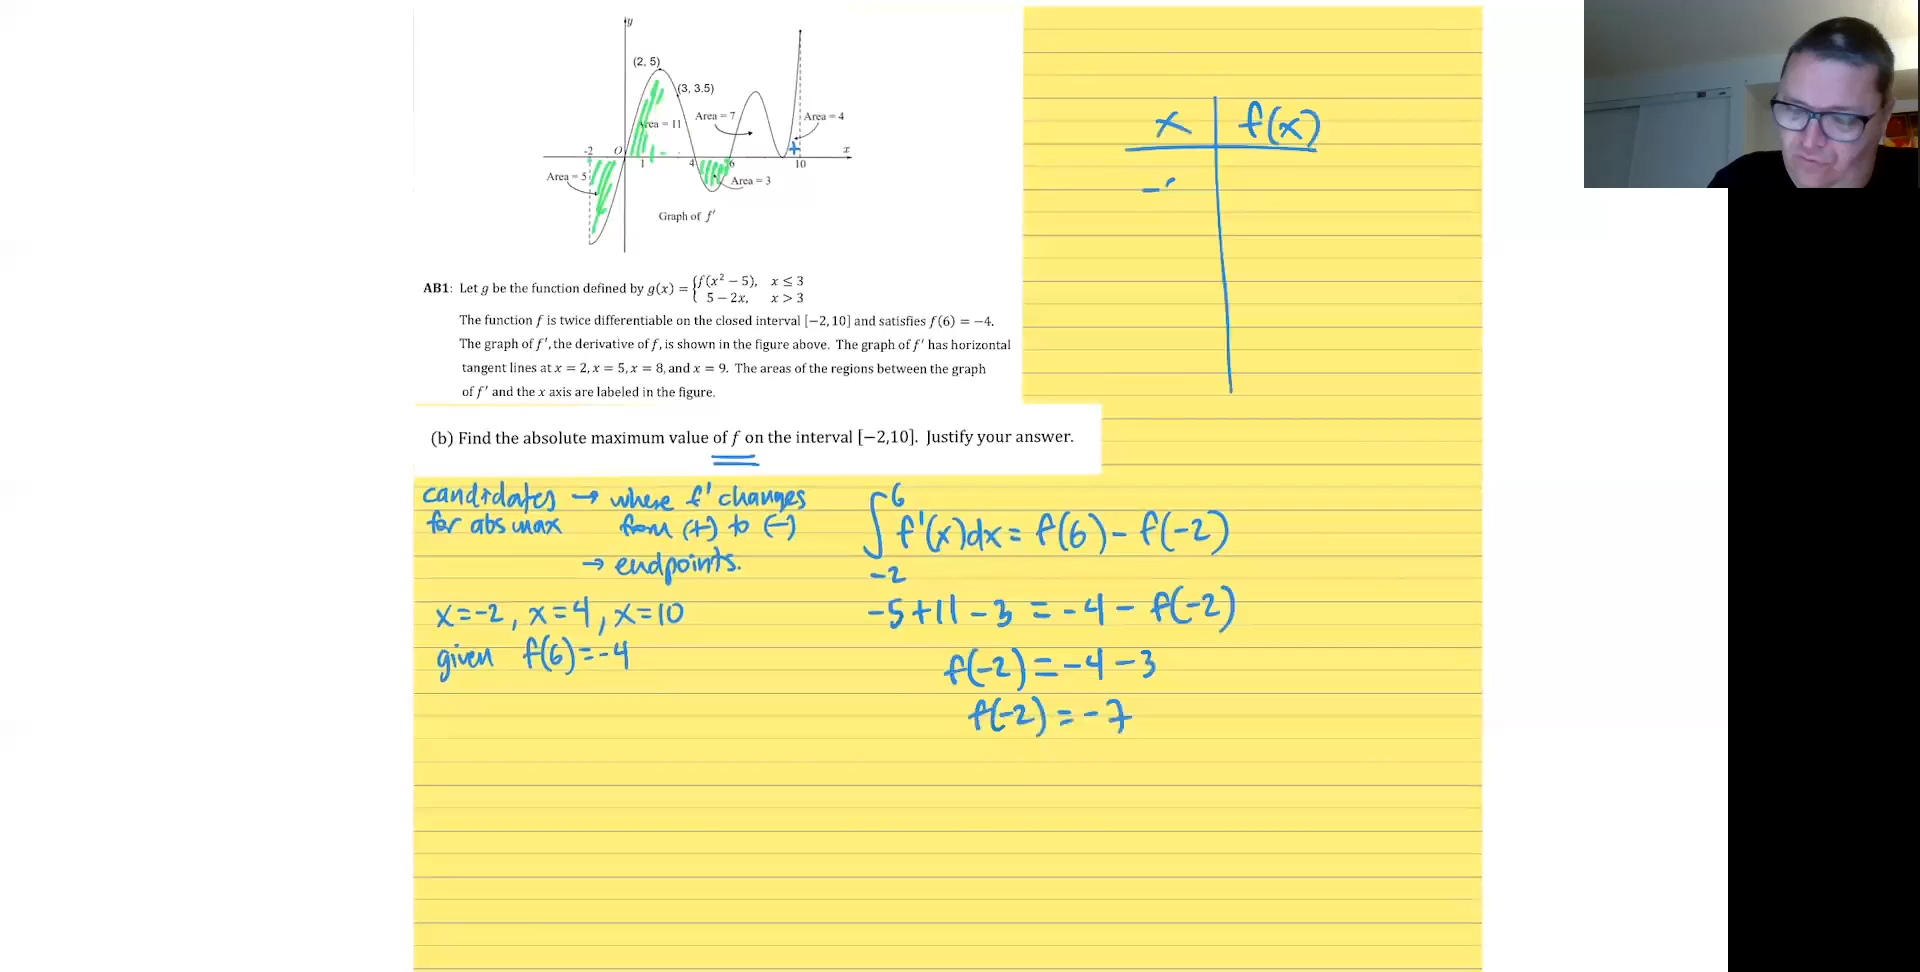 y
(2, 5)
(3, 3.5)
Area = 11
Area = 7
Area = 4
+
-2
O
1
4
6
10
x
Area = 5
Area = 3
Graph of f′
AB1: Let g be the function defined by g(x) = { f(x² − 5), x ≤ 3
5 − 2x, x > 3
The function f is twice differentiable on the closed interval [−2, 10] and satisfies f(6) = −4.
The graph of f′, the derivative of f, is shown in the figure above. The graph of f′ has horizontal
tangent lines at x = 2, x = 5, x = 8, and x = 9. The areas of the regions between the graph
of f′ and the x axis are labeled in the figure.
x | f(x)
(b) Find the absolute maximum value of f on the interval [−2,10]. Justify your answer.
candidates → where f' changes
for abs max from (+) to (−)
→ endpoints.
x=-2, x=4, x=10
given f(6)=-4
∫ 6 -2 f'(x)dx = f(6) - f(-2)
-5+11-3 = -4 - f(-2)
f(-2) = -4-3
f(-2) = -7